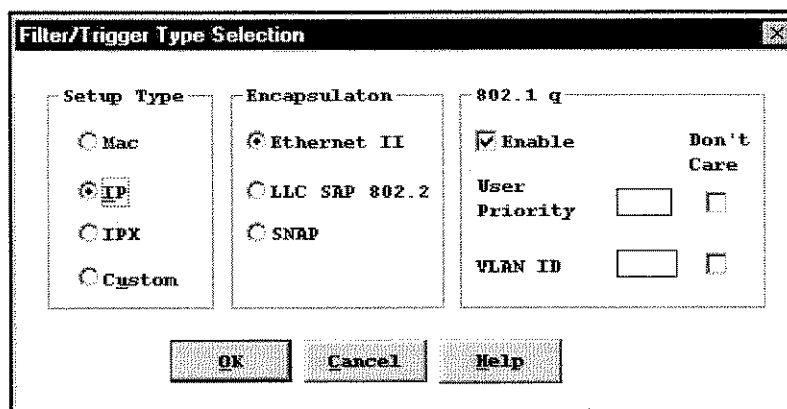 Filter/Trigger Type Selection
Setup Type
Mac
IP
IPX
Custom
Encapsulaton
Ethernet II
LLC SAP 802.2
SNAP
802.1 q
Enable
Don't
Care
User
Priority
VLAN ID
OK
Cancel
Help